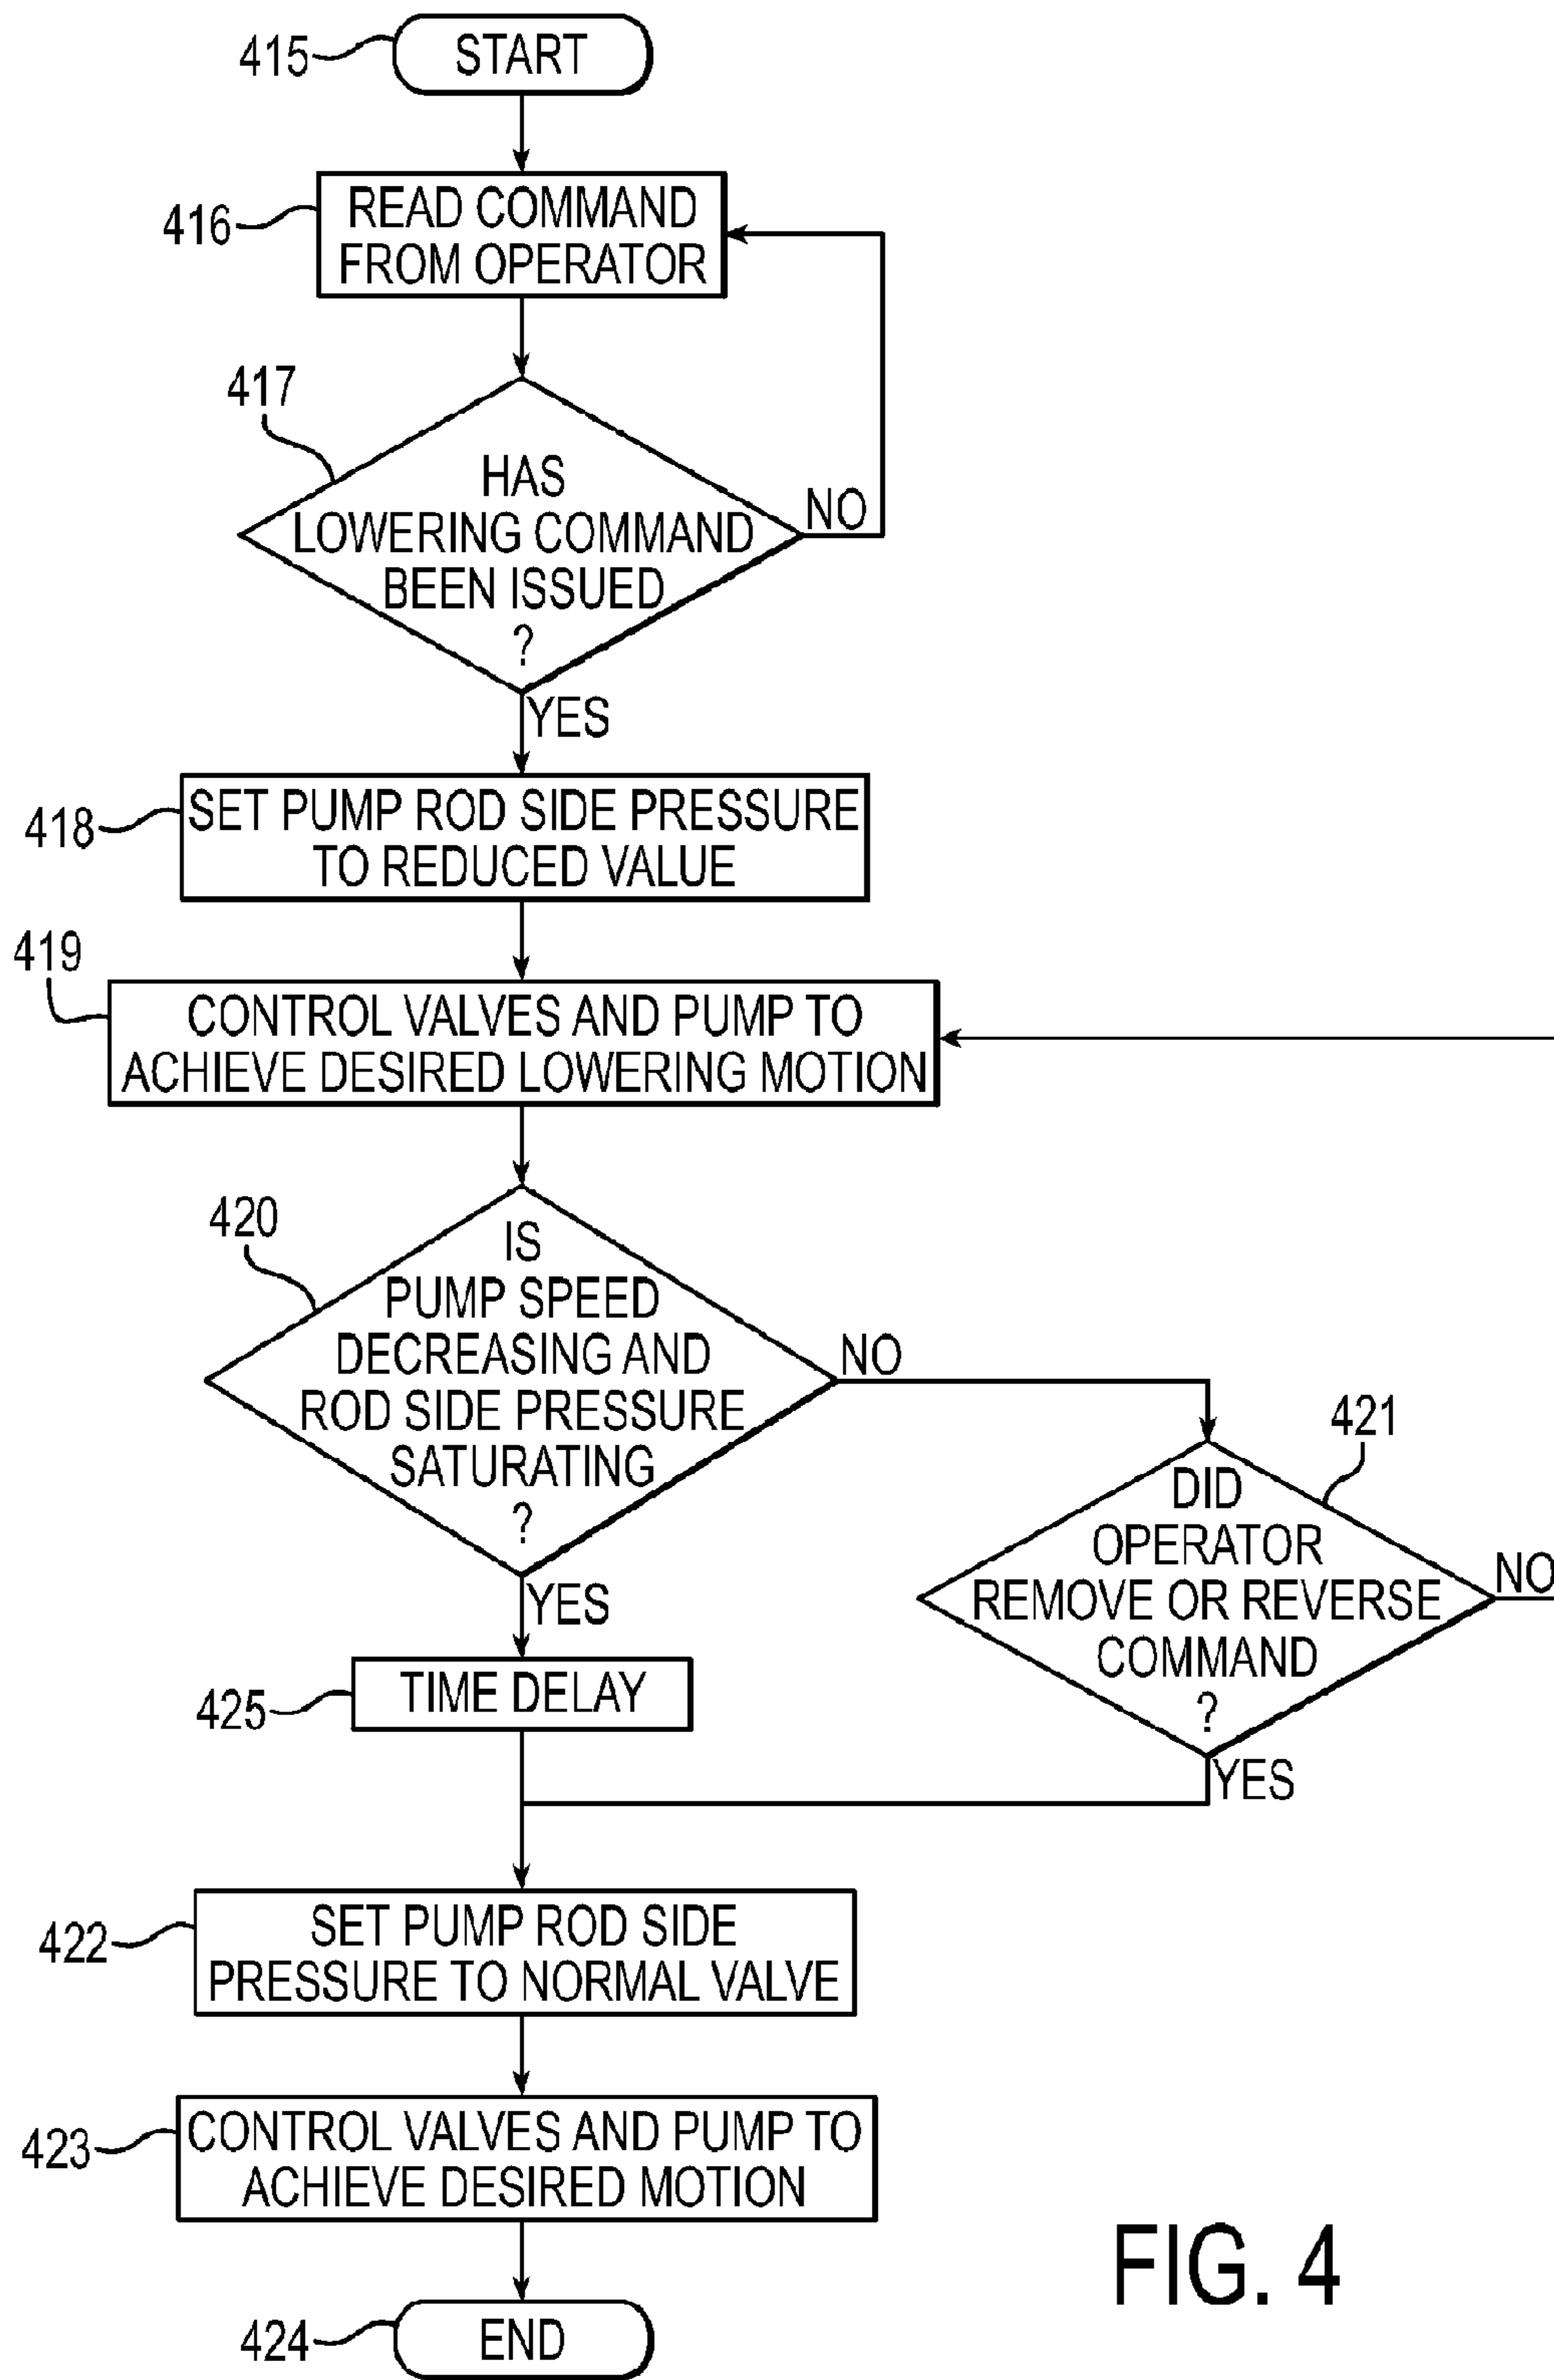 415
START
416
READ COMMAND
FROM OPERATOR
417
HAS
LOWERING COMMAND
BEEN ISSUED
?
NO
YES
418
SET PUMP ROD SIDE PRESSURE
TO REDUCED VALUE
419
CONTROL VALVES AND PUMP TO
ACHIEVE DESIRED LOWERING MOTION
420
IS
PUMP SPEED
DECREASING AND
ROD SIDE PRESSURE
SATURATING
?
NO
YES
421
DID
OPERATOR
REMOVE OR REVERSE
COMMAND
?
NO
YES
425
TIME DELAY
422
SET PUMP ROD SIDE
PRESSURE TO NORMAL VALVE
423
CONTROL VALVES AND PUMP TO
ACHIEVE DESIRED MOTION
424
END
FIG. 4